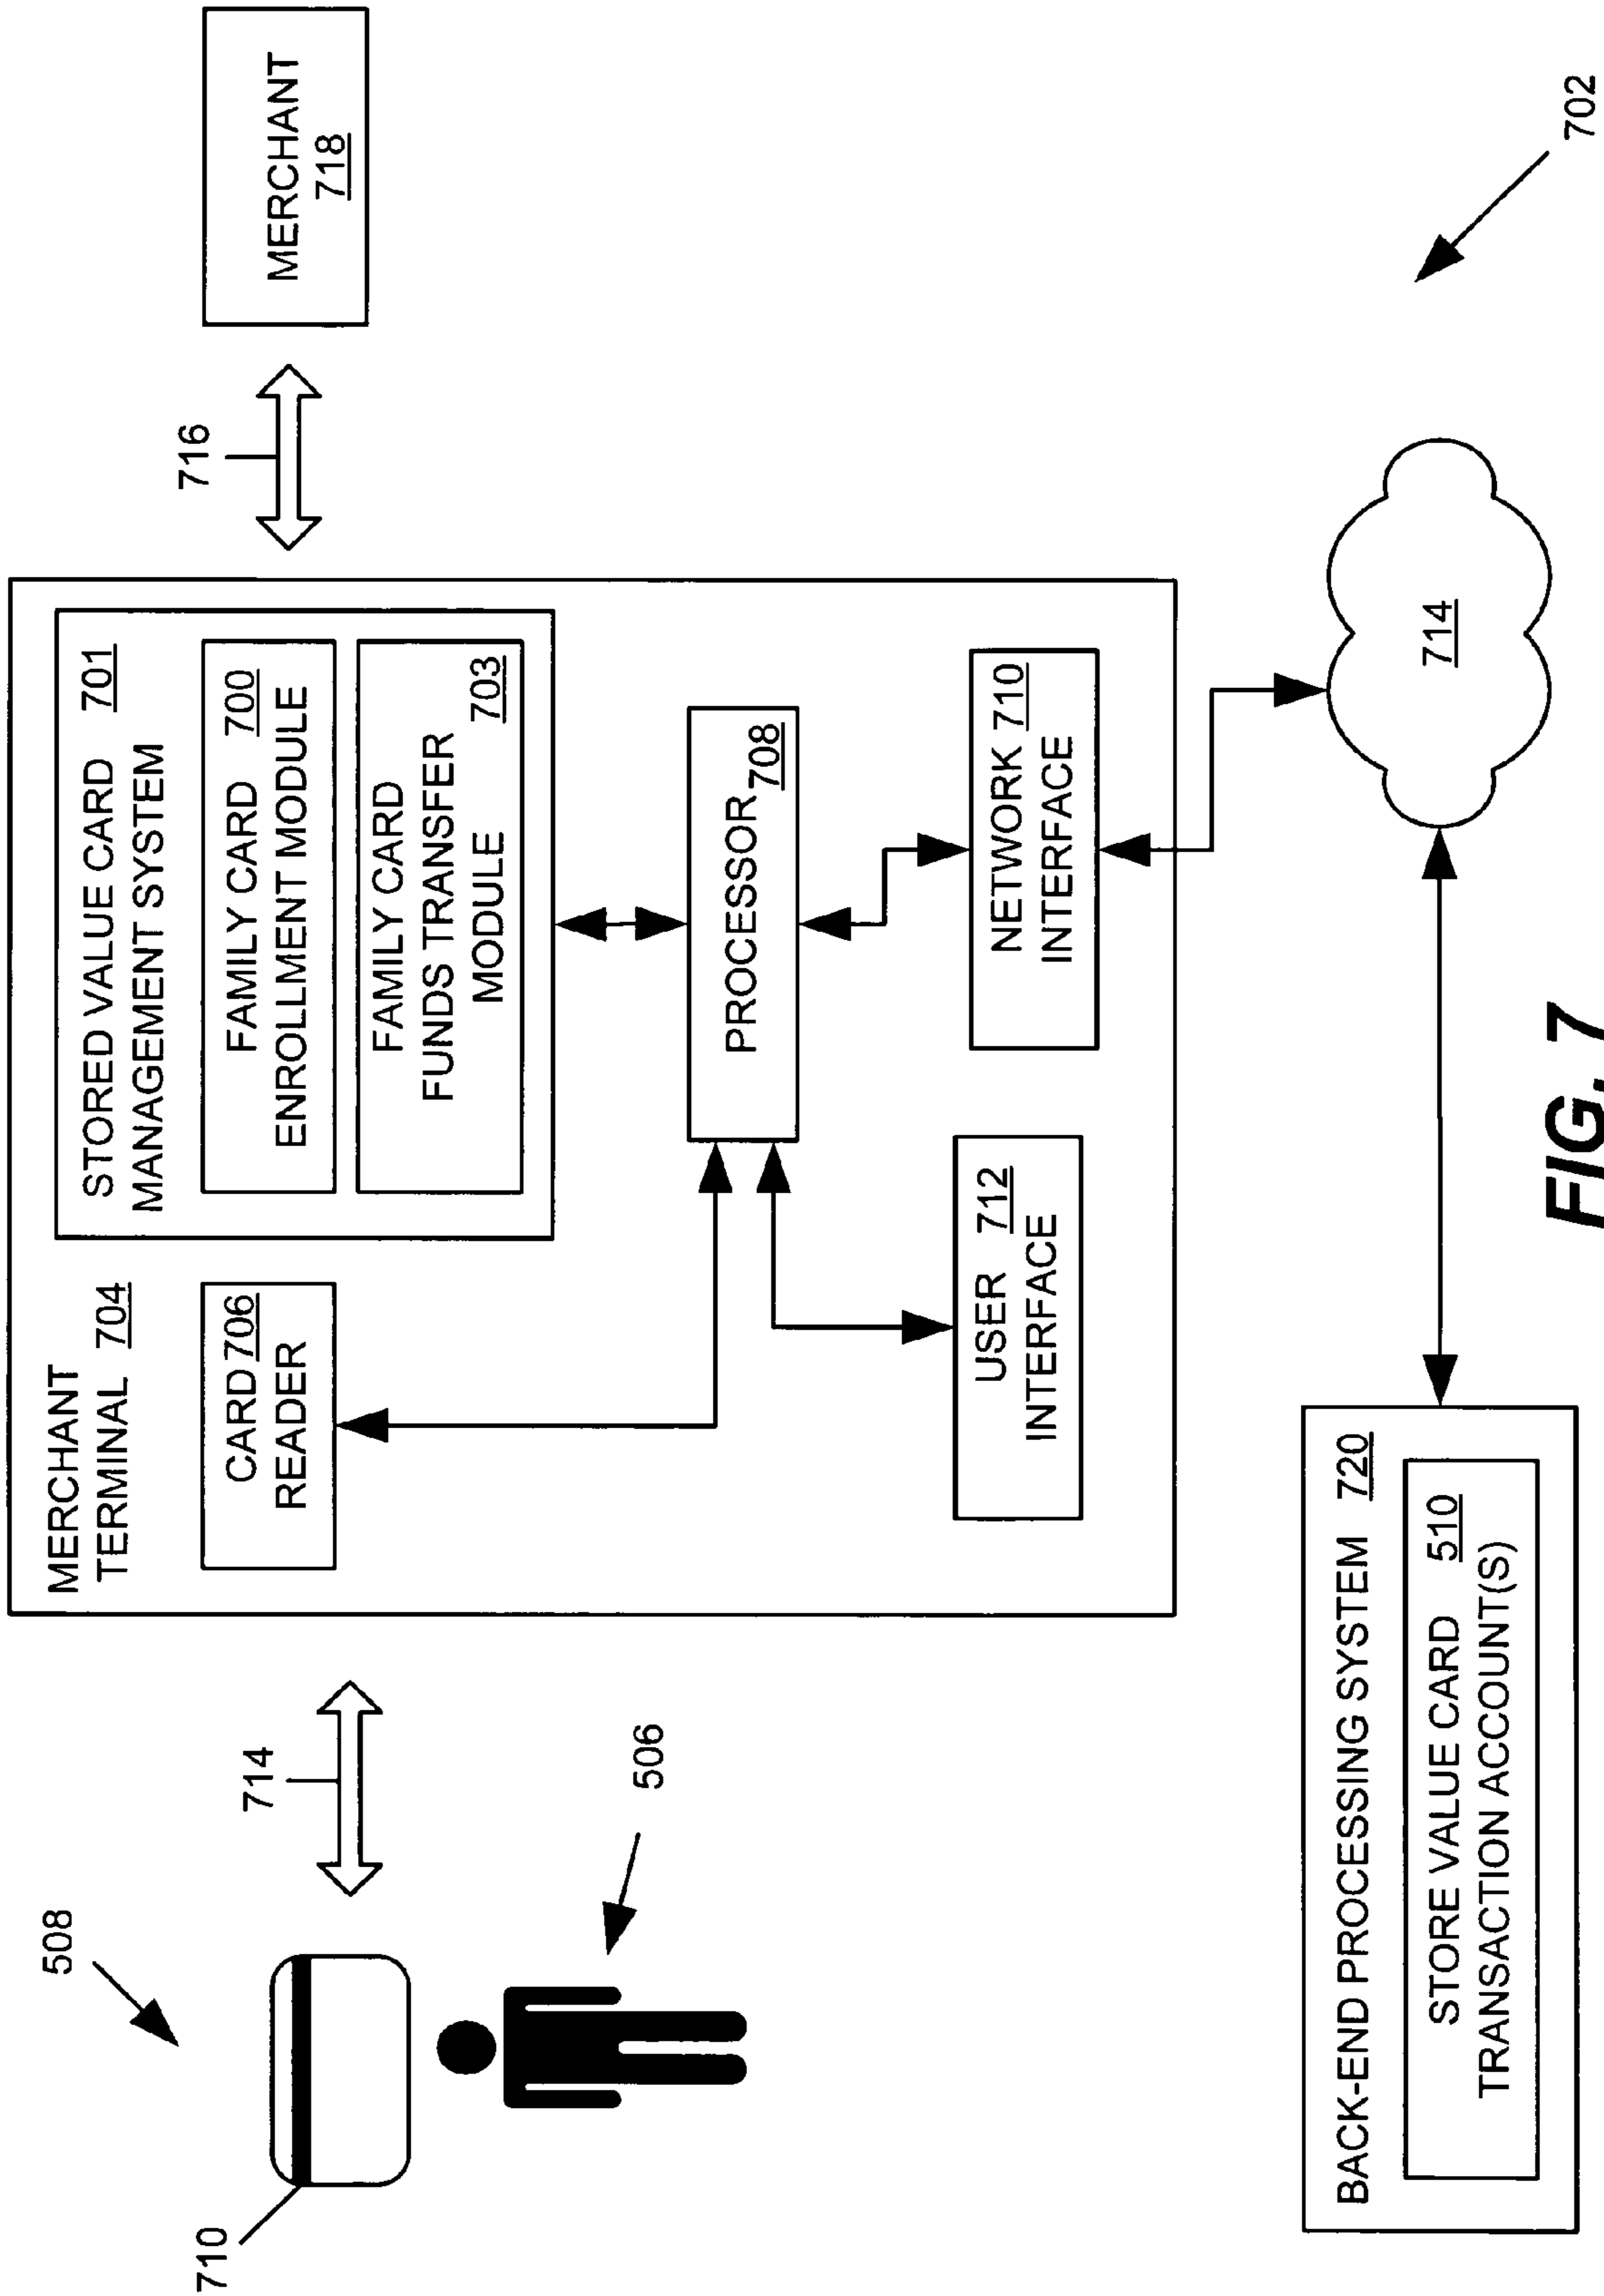 508
710
714
506
MERCHANT
TERMINAL 704
CARD 706
READER
STORED VALUE CARD 701
MANAGEMENT SYSTEM
FAMILY CARD 700
ENROLLMENT MODULE
FAMILY CARD
FUNDS TRANSFER
MODULE 703
PROCESSOR 708
USER 712
INTERFACE
NETWORK 710
INTERFACE
716
MERCHANT
718
BACK-END PROCESSING SYSTEM 720
STORE VALUE CARD 510
TRANSACTION ACCOUNT(S)
714
702
FIG. 7